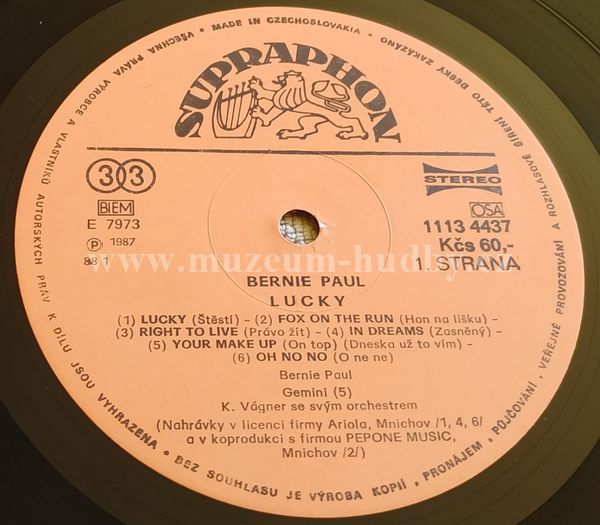 VŠECHNA PRÁVA VÝROBCE A VLASTNÍKŮ AUTORSKÝCH PRÁV K DÍLU JSOU VYHRAZENA • BEZ SOUHLASU JE VÝROBA KOPIÍ, PRONÁJEM, PŮJČOVÁNÍ, VEŘEJNÉ PROVOZOVÁNÍ A ROZHLASOVÉ ŠÍŘENÍ TÉTO DESKY ZAKÁZÁNO • MADE IN CZECHOSLOVAKIA •
SUPRAPHON
33
STEREO
BIEM
OSA
E 7973
1113 4437
Ⓟ 1987
Kčs 60,-
88 1
1. STRANA
www.muzeum-hudby.
BERNIE PAUL
LUCKY
(1) LUCKY (Štěstí) - (2) FOX ON THE RUN (Hon na lišku) -
(3) RIGHT TO LIVE (Právo žít) - (4) IN DREAMS (Zasněný) -
(5) YOUR MAKE UP (On top) (Dneska už to vím) -
(6) OH NO NO (O ne ne)
Bernie Paul
Gemini (5)
K. Vágner se svým orchestrem
(Nahrávky v licenci firmy Ariola, Mnichov /1, 4, 6/
a v koprodukci s firmou PEPONE MUSIC,
Mnichov /2/)